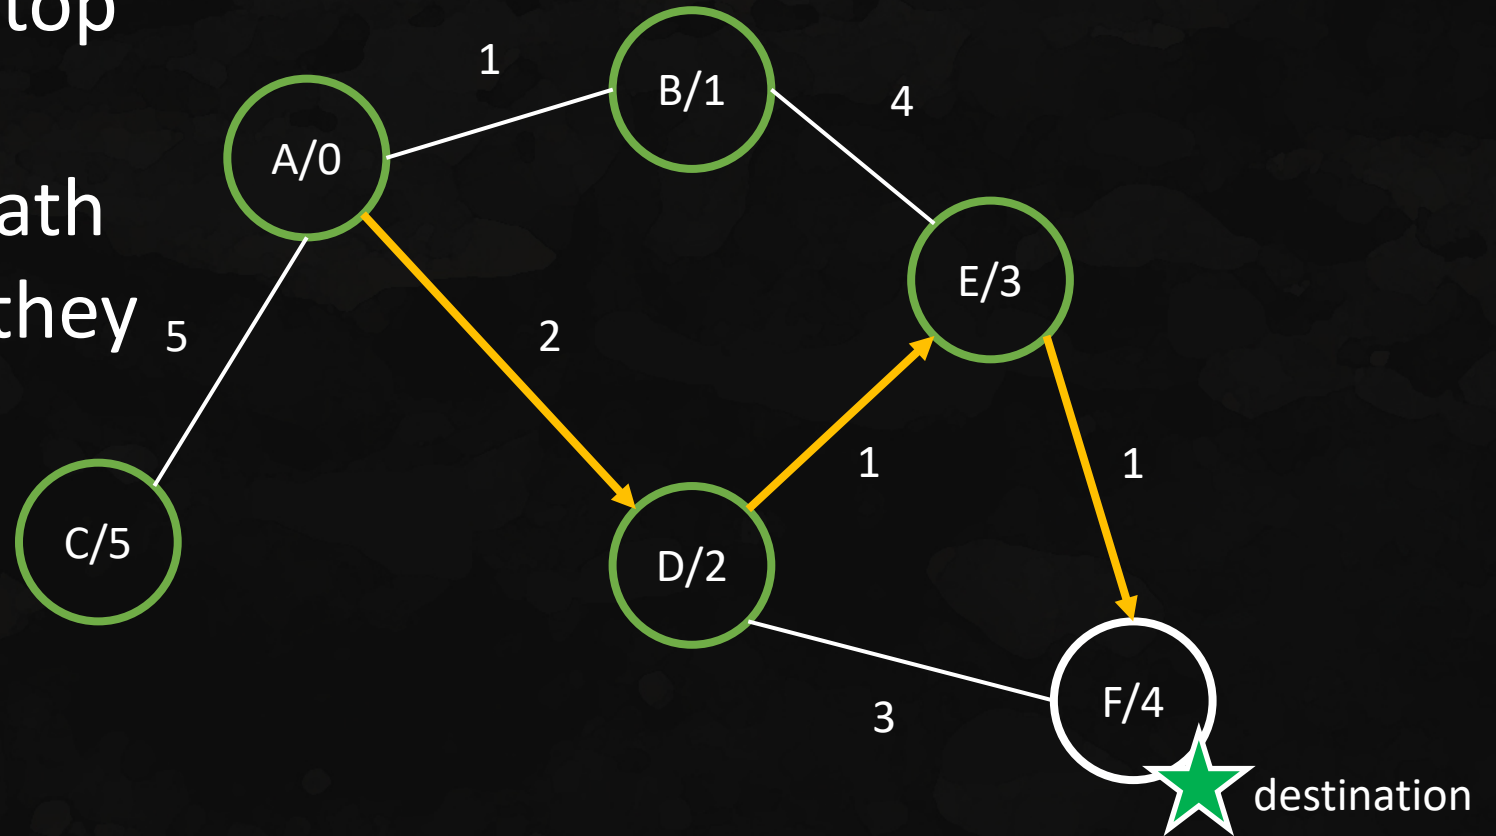 top
ath
they
1
B/1
4
A/0
E/3
5
2
1
1
C/5
D/2
3
F/4
destination